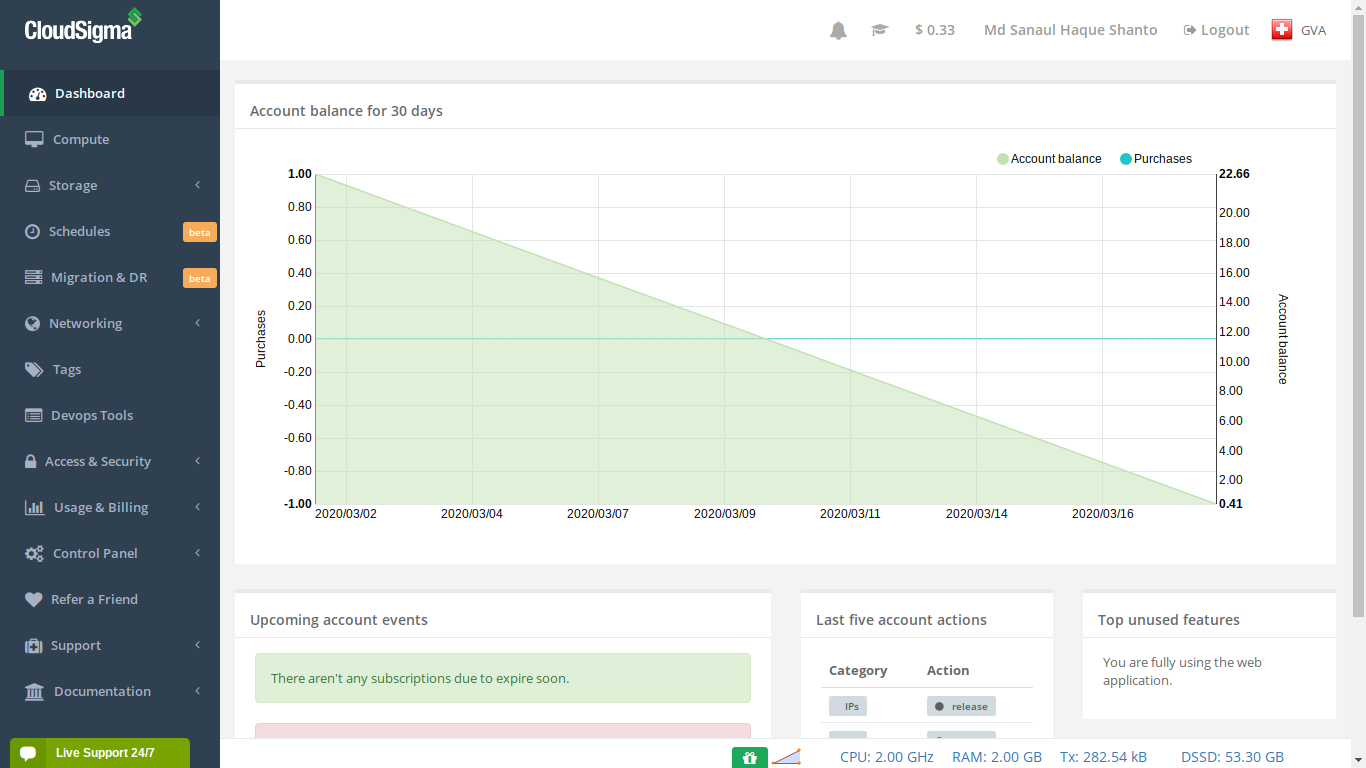 CloudSigma
$ 0.33 Md Sanaul Haque Shanto Logout GVA
Dashboard
Compute
Storage
Schedules beta
Migration & DR beta
Networking
Tags
Devops Tools
Access & Security
Usage & Billing
Control Panel
Refer a Friend
Support
Documentation
Live Support 24/7
Account balance for 30 days
Account balance Purchases
1.00
0.80
0.60
0.40
0.20
0.00
-0.20
-0.40
-0.60
-0.80
-1.00
Purchases
22.66
20.00
18.00
16.00
14.00
12.00
10.00
8.00
6.00
4.00
2.00
0.41
Account balance
2020/03/02 2020/03/04 2020/03/07 2020/03/09 2020/03/11 2020/03/14 2020/03/16
Upcoming account events
There aren't any subscriptions due to expire soon.
Last five account actions
Category Action
IPs release
Top unused features
You are fully using the web
application.
CPU: 2.00 GHz RAM: 2.00 GB Tx: 282.54 kB DSSD: 53.30 GB